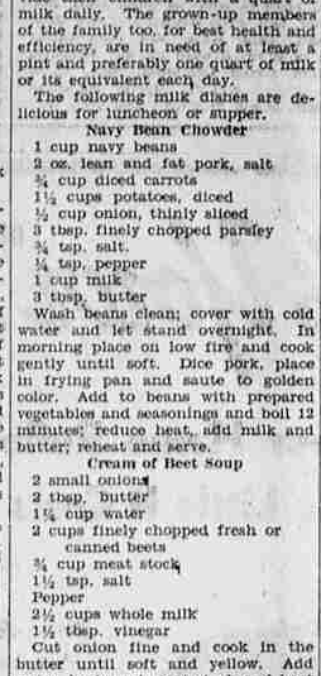 milk daily. The grown-up members
of the family too, for best health and
efficiency, are in need of at least a
pint and preferably one quart of milk
or its equivalent each day.
The following milk dishes are de-
licious for luncheon or supper.
Navy Bean Chowder
1 cup navy beans
2 oz. lean and fat pork, salt
¾ cup diced carrots
1½ cups potatoes, diced
½ cup onion, thinly sliced
3 tbsp. finely chopped parsley
¾ tsp. salt.
¼ tsp. pepper
1 cup milk
3 tbsp. butter
Wash beans clean; cover with cold
water and let stand overnight. In
morning place on low fire and cook
gently until soft. Dice pork, place
in frying pan and saute to golden
color. Add to beans with prepared
vegetables and seasonings and boil 12
minutes; reduce heat, add milk and
butter; reheat and serve.
Cream of Beet Soup
2 small onions
2 tbsp. butter
1¼ cup water
2 cups finely chopped fresh or
canned beets
¾ cup meat stock
1½ tsp. salt
Pepper
2½ cups whole milk
1½ tbsp. vinegar
Cut onion fine and cook in the
butter until soft and yellow. Add